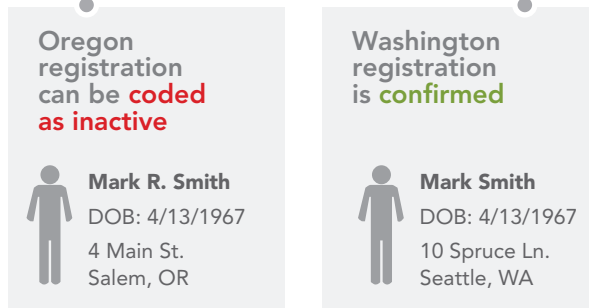 Oregon
registration
can be coded
as inactive
Mark R. Smith
DOB: 4/13/1967
4 Main St.
Salem, OR
Washington
registration
is confirmed
Mark Smith
DOB: 4/13/1967
10 Spruce Ln.
Seattle, WA